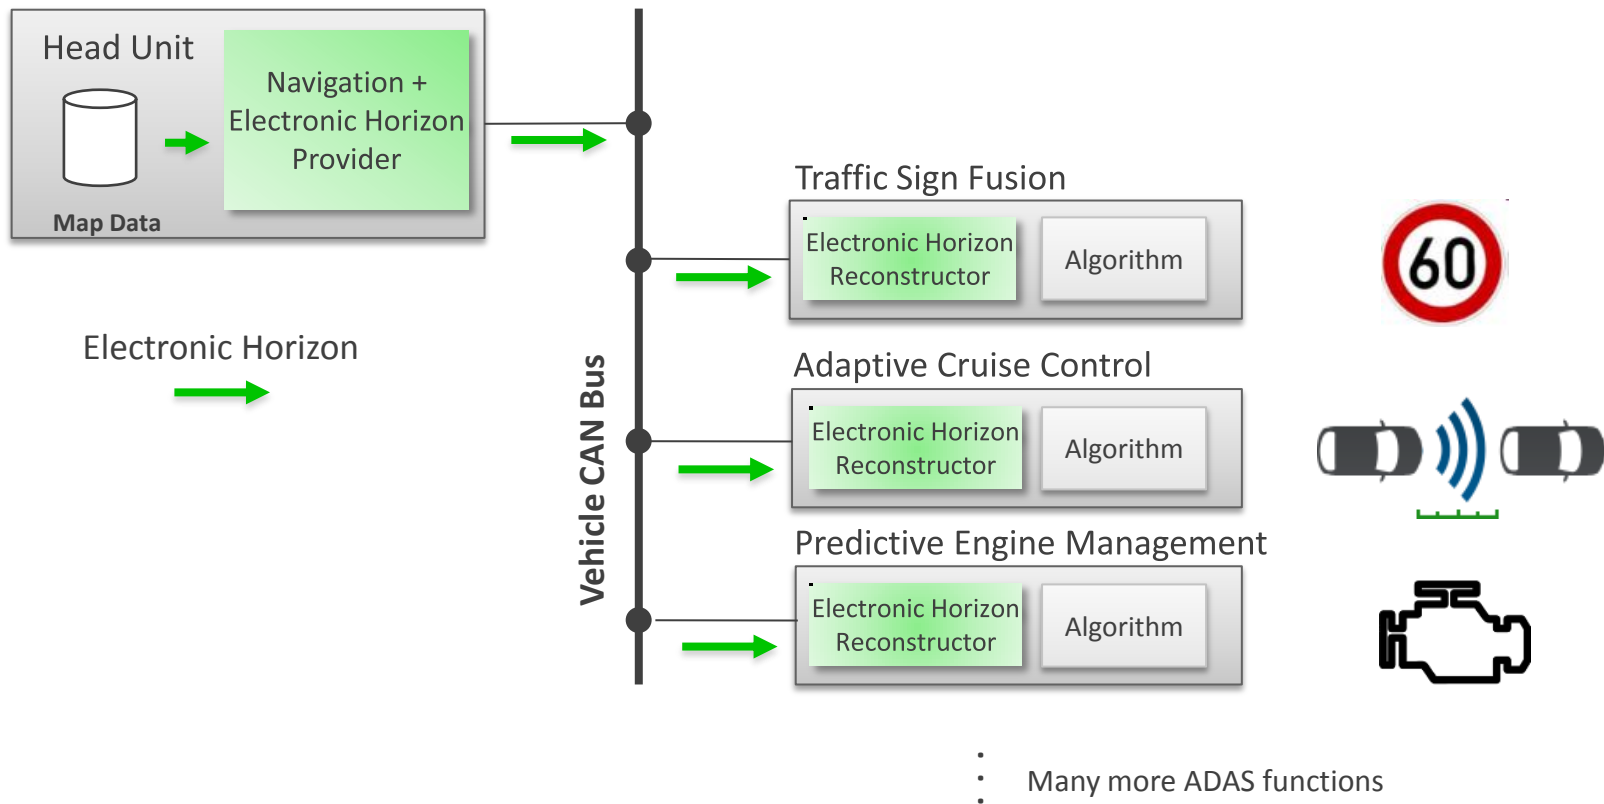 Head Unit
Navigation +
Electronic Horizon
Provider
Map Data
Electronic Horizon
Vehicle CAN Bus
Traffic Sign Fusion
Electronic Horizon
Reconstructor
Algorithm
60
Adaptive Cruise Control
Electronic Horizon
Reconstructor
Algorithm
Predictive Engine Management
Electronic Horizon
Reconstructor
Algorithm
Many more ADAS functions